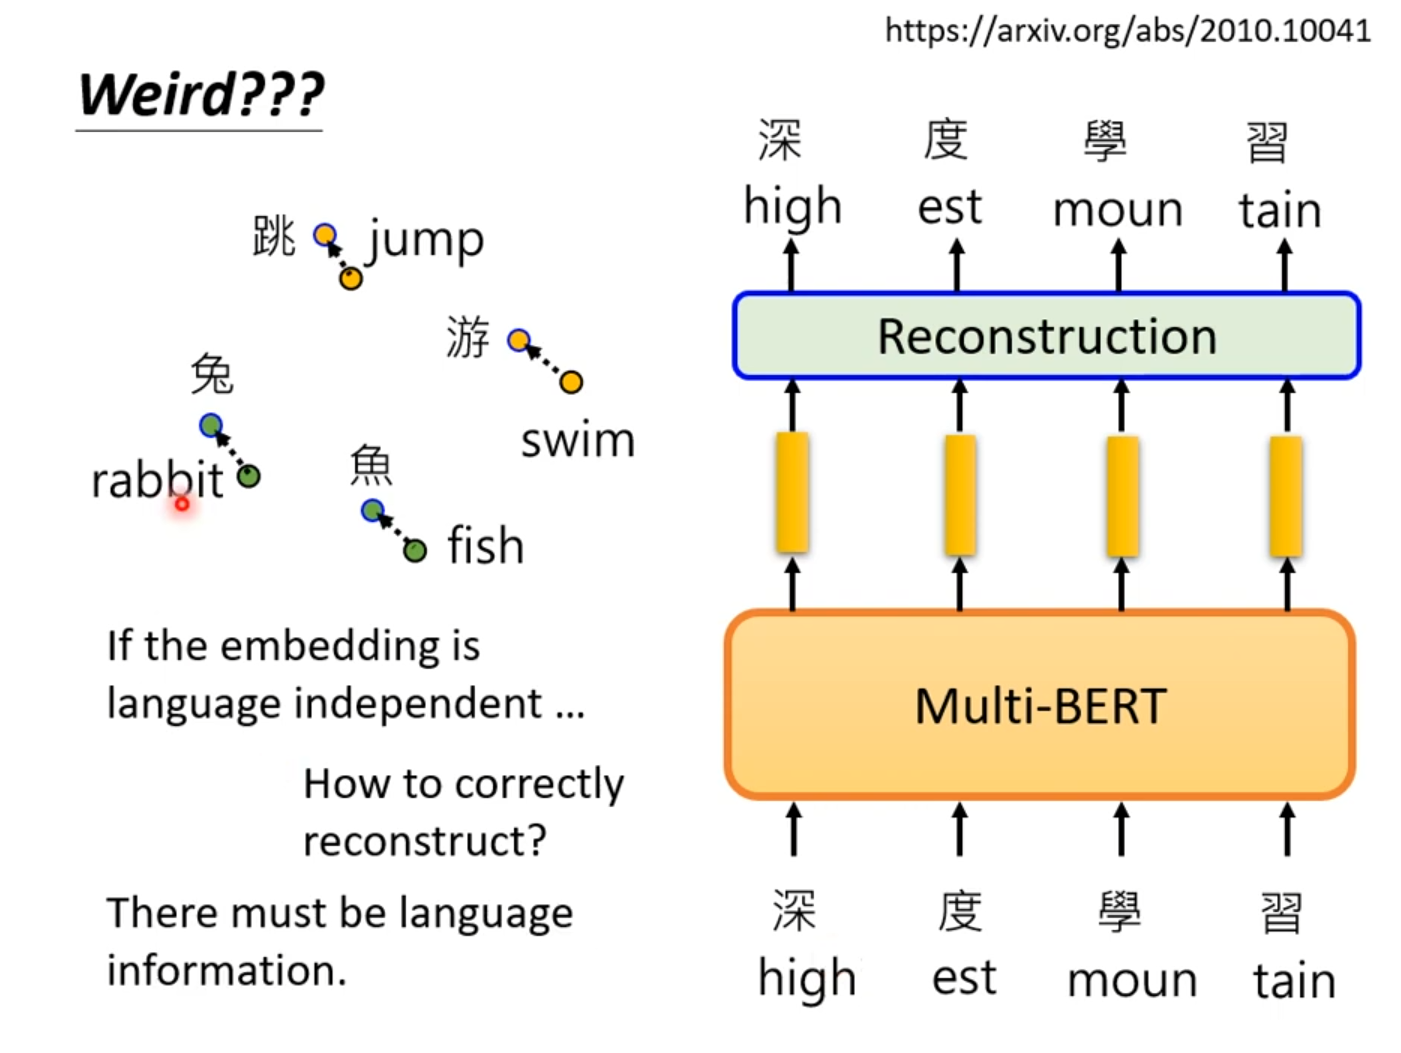 https://arxiv.org/abs/2010.10041
Weird???
跳 jump
游
swim
兔
rabbit
魚
fish
If the embedding is
language independent ...
How to correctly
reconstruct?
There must be language
information.
深 度 學 習
high est moun tain
Reconstruction
Multi-BERT
深 度 學 習
high est moun tain